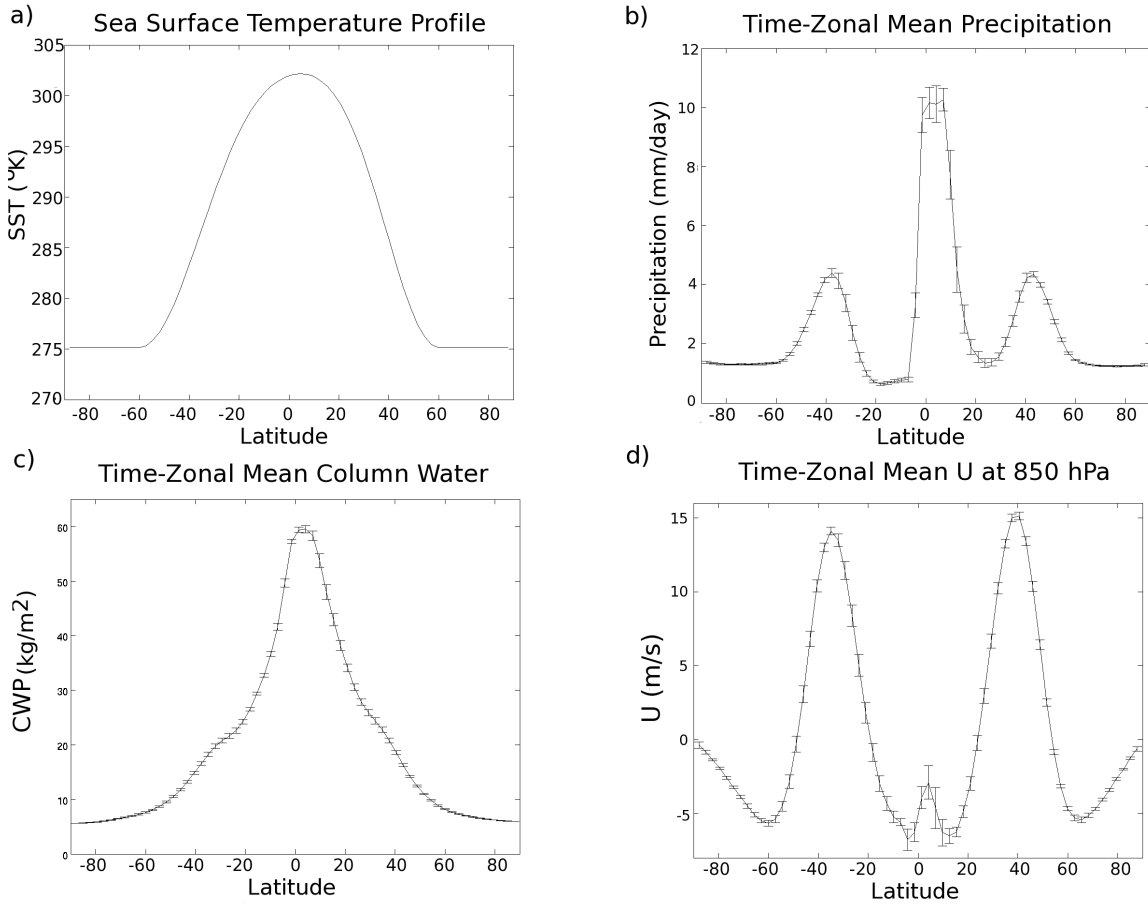 a)
Sea Surface Temperature Profile
305
300
295
290
285
280
275
270
SST (°K)
-80 -60 -40 -20 0 20 40 60 80
Latitude
b)
Time-Zonal Mean Precipitation
12
10
8
6
4
2
0
Precipitation (mm/day)
-80 -60 -40 -20 0 20 40 60 80
Latitude
c)
Time-Zonal Mean Column Water
60
50
40
30
20
10
0
CWP (kg/m2)
-80 -60 -40 -20 0 20 40 60 80
Latitude
d)
Time-Zonal Mean U at 850 hPa
15
10
5
0
-5
U (m/s)
-80 -60 -40 -20 0 20 40 60 80
Latitude